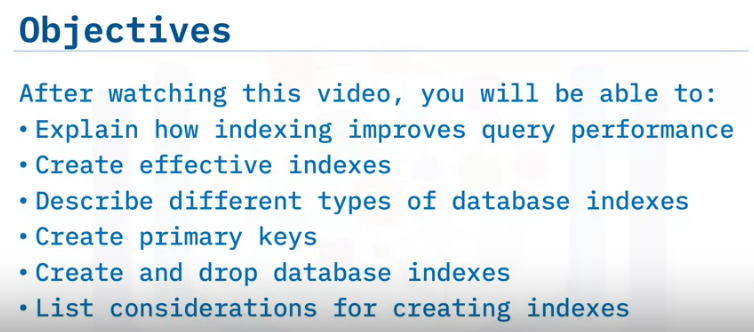 Objectives
After watching this video, you will be able to:
• Explain how indexing improves query performance
• Create effective indexes
• Describe different types of database indexes
• Create primary keys
• Create and drop database indexes
• List considerations for creating indexes